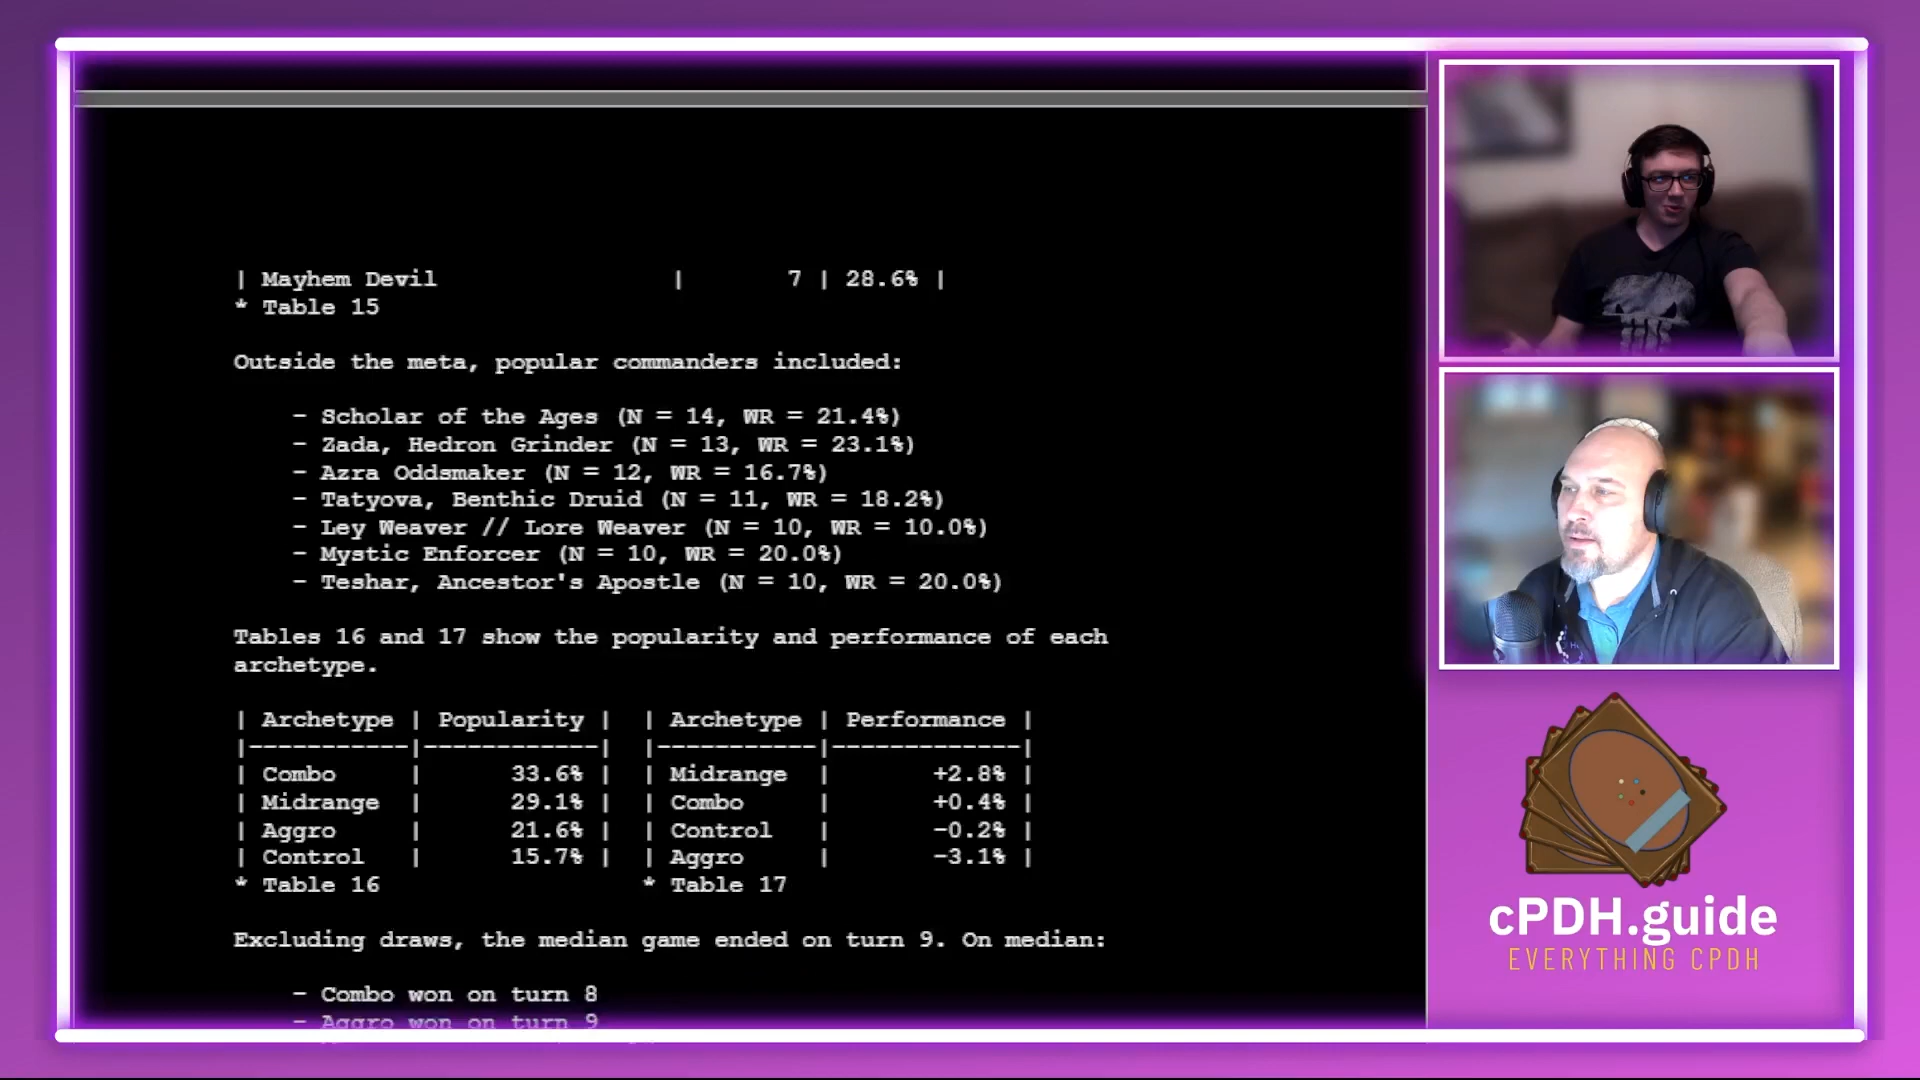 | Mayhem Devil | 7 | 28.6% |
* Table 15
Outside the meta, popular commanders included:
- Scholar of the Ages (N = 14, WR = 21.4%)
- Zada, Hedron Grinder (N = 13, WR = 23.1%)
- Azra Oddsmaker (N = 12, WR = 16.7%)
- Tatyova, Benthic Druid (N = 11, WR = 18.2%)
- Ley Weaver // Lore Weaver (N = 10, WR = 10.0%)
- Mystic Enforcer (N = 10, WR = 20.0%)
- Teshar, Ancestor's Apostle (N = 10, WR = 20.0%)
Tables 16 and 17 show the popularity and performance of each
archetype.
| Archetype | Popularity | | Archetype | Performance |
|-----------|------------| |-----------|-------------|
| Combo | 33.6% | | Midrange | +2.8% |
| Midrange | 29.1% | | Combo | +0.4% |
| Aggro | 21.6% | | Control | -0.2% |
| Control | 15.7% | | Aggro | -3.1% |
* Table 16 * Table 17
Excluding draws, the median game ended on turn 9. On median:
- Combo won on turn 8
- Aggro won on turn 9
cPDH.guide
EVERYTHING CPDH